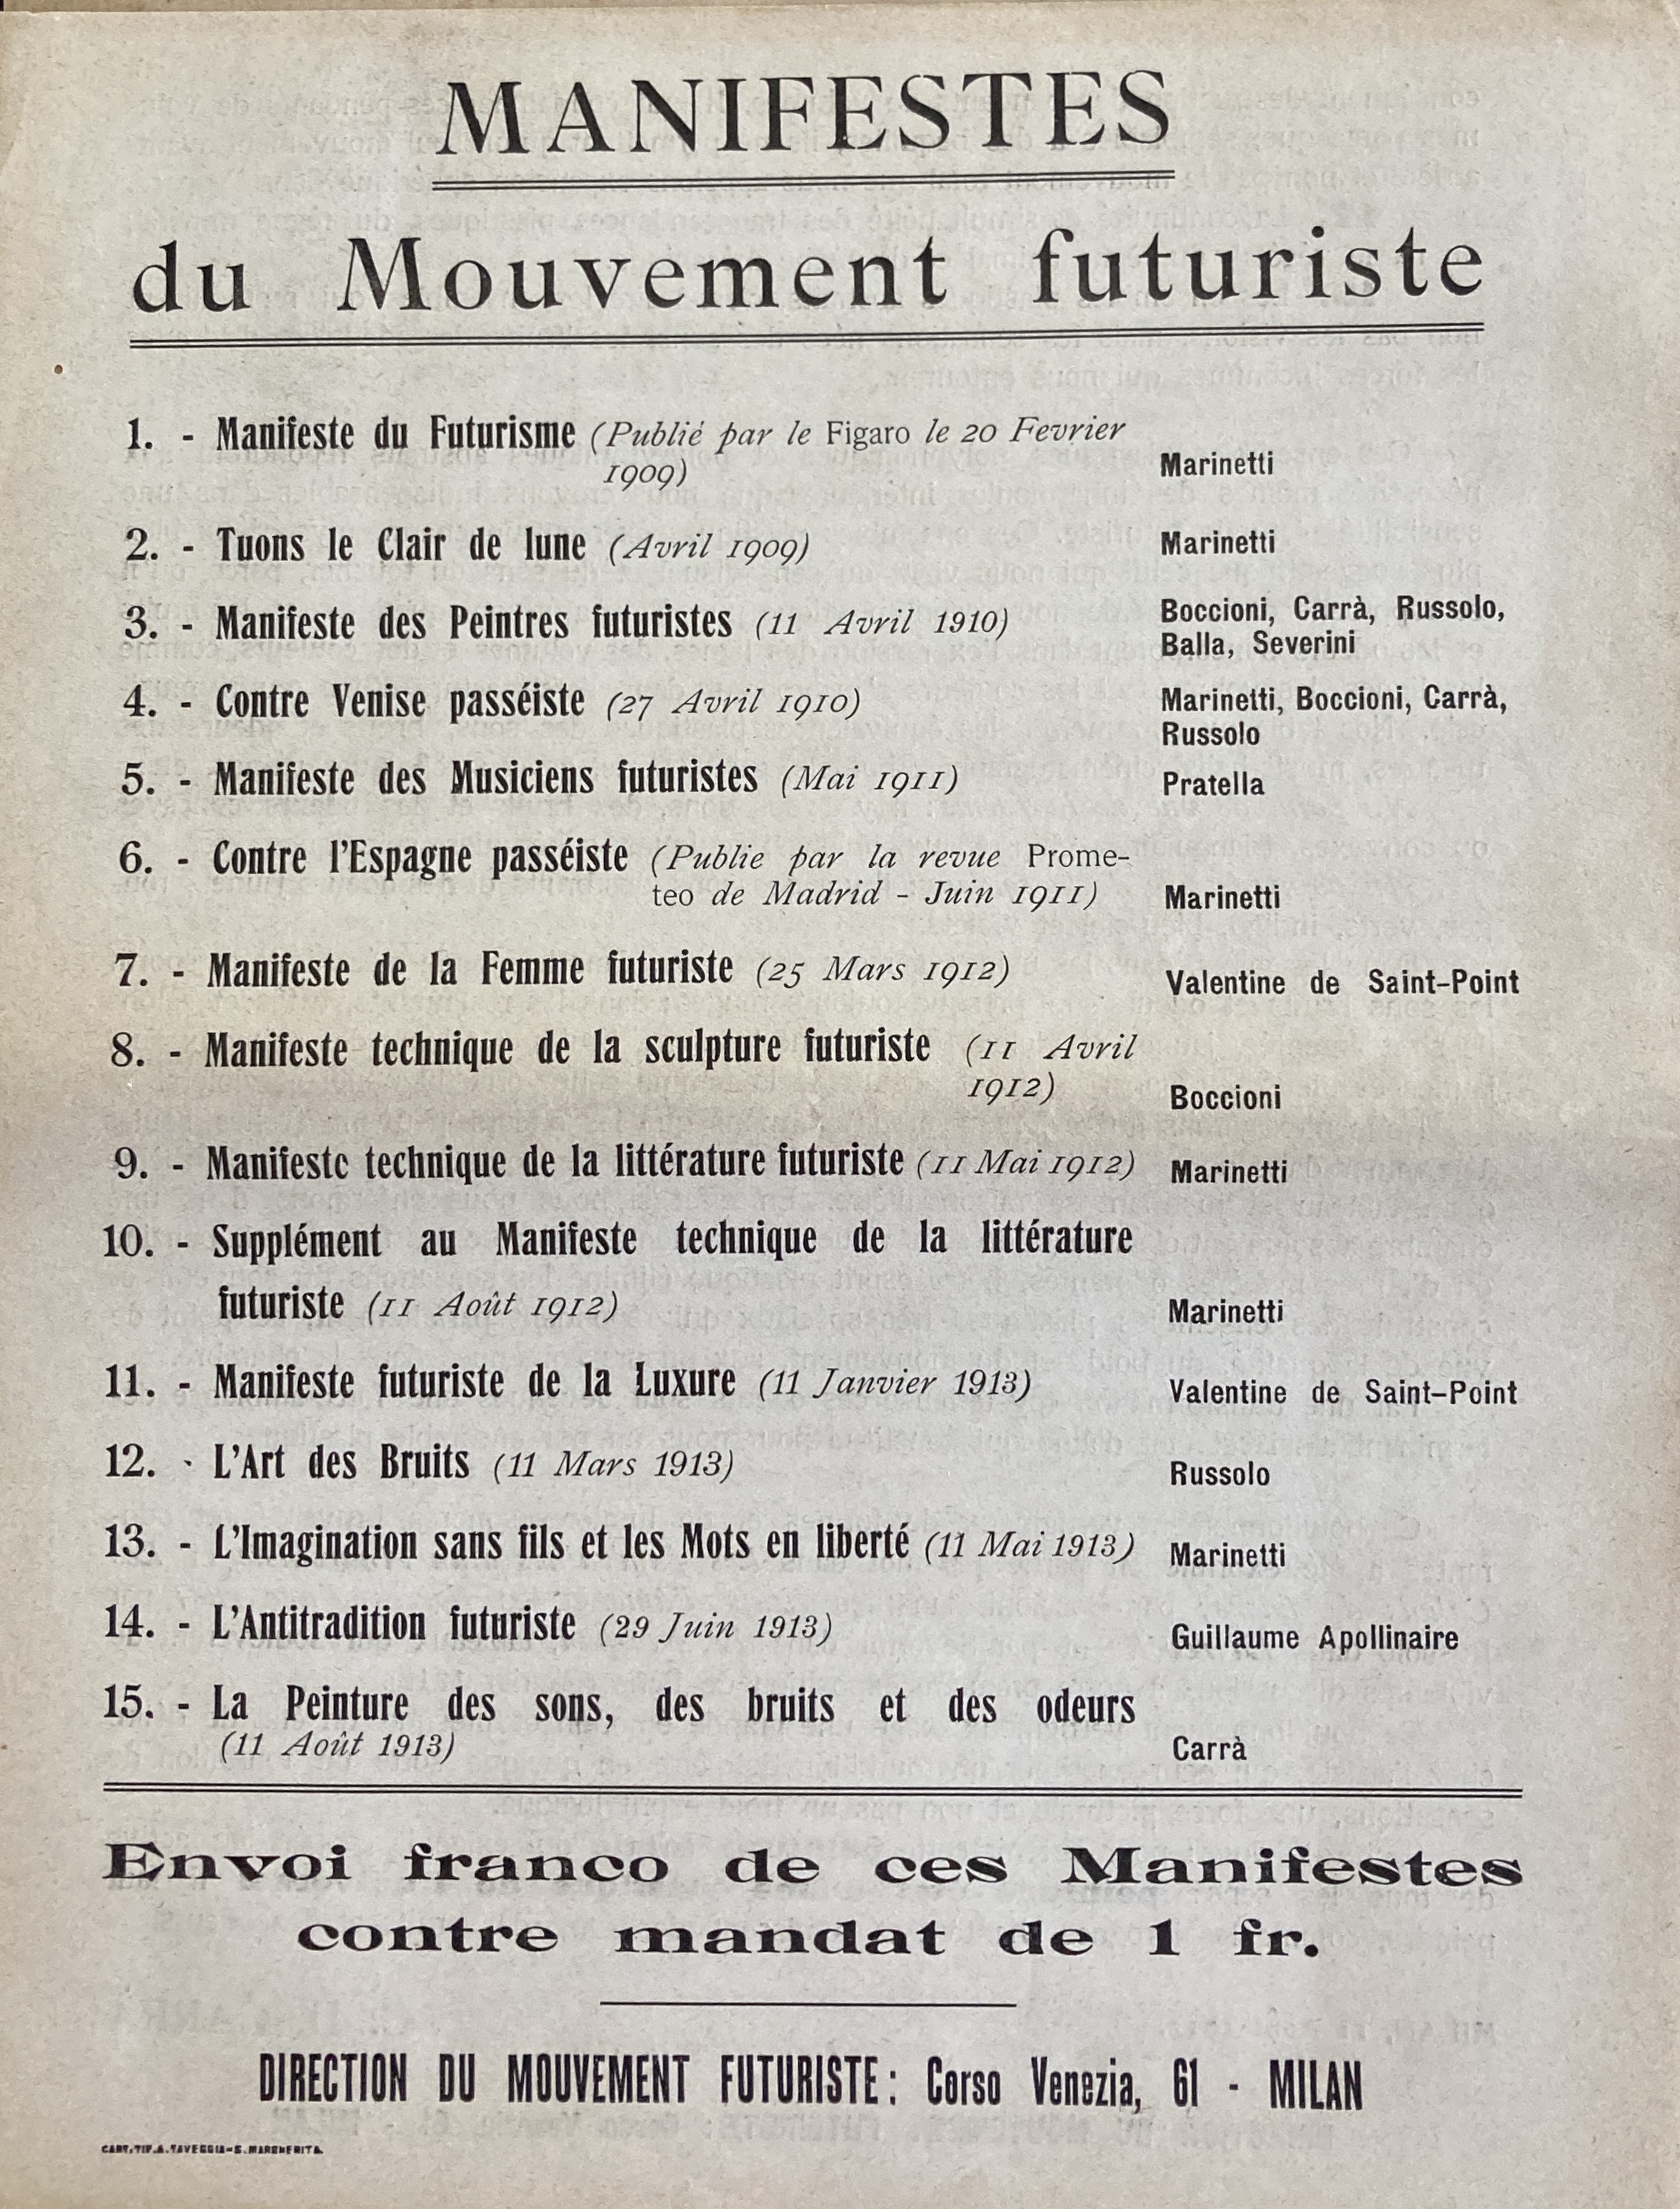 MANIFESTES
du Mouvement futuriste
1. - Manifeste du Futurisme (Publié par le Figaro le 20 Fevrier
1909)
Marinetti
2. - Tuons le Clair de lune (Avril 1909)
Marinetti
3. - Manifeste des Peintres futuristes (11 Avril 1910)
Boccioni, Carrà, Russolo,
Balla, Severini
4. - Contre Venise passéiste (27 Avril 1910)
Marinetti, Boccioni, Carrà,
Russolo
5. - Manifeste des Musiciens futuristes (Mai 1911)
Pratella
6. - Contre l'Espagne passéiste (Publie par la revue Prome-
teo de Madrid - Juin 1911)
Marinetti
7. - Manifeste de la Femme futuriste (25 Mars 1912)
Valentine de Saint-Point
8. - Manifeste technique de la sculpture futuriste (11 Avril
1912)
Boccioni
9. - Manifeste technique de la littérature futuriste (11 Mai 1912)
Marinetti
10. - Supplément au Manifeste technique de la littérature
futuriste (11 Août 1912)
Marinetti
11. - Manifeste futuriste de la Luxure (11 Janvier 1913)
Valentine de Saint-Point
12. - L'Art des Bruits (11 Mars 1913)
Russolo
13. - L'Imagination sans fils et les Mots en liberté (11 Mai 1913)
Marinetti
14. - L'Antitradition futuriste (29 Juin 1913)
Guillaume Apollinaire
15. - La Peinture des sons, des bruits et des odeurs
(11 Août 1913)
Carrà
Envoi franco de ces Manifestes
contre mandat de 1 fr.
DIRECTION DU MOUVEMENT FUTURISTE: Corso Venezia, 61 - MILAN
CART.TIP.A.TAVEGGIA-S.MARGHERITA.